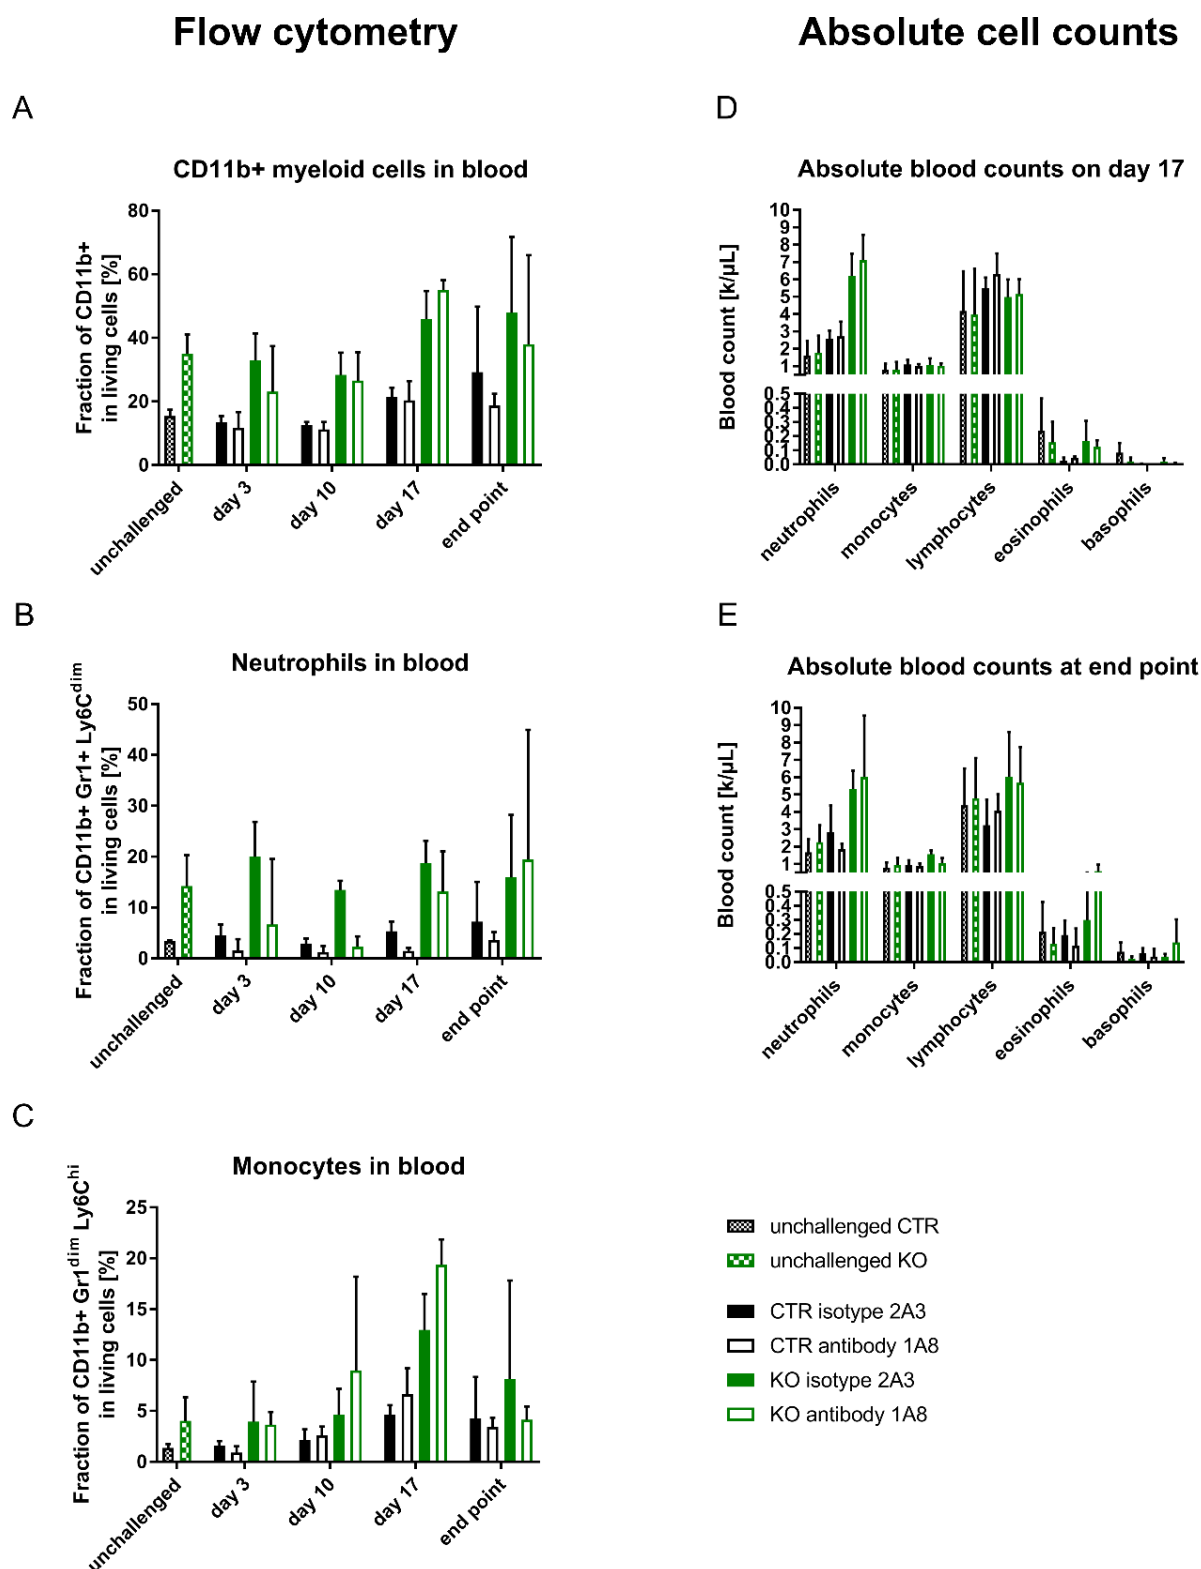 Flow cytometry
Absolute cell counts
A
CD11b+ myeloid cells in blood
Fraction of CD11b+
in living cells [%]
80
60
40
20
0
unchallenged
day 3
day 10
day 17
end point
B
Neutrophils in blood
Fraction of CD11b+ Gr1+ Ly6Cdim
in living cells [%]
50
40
30
20
10
0
unchallenged
day 3
day 10
day 17
end point
C
Monocytes in blood
Fraction of CD11b+ Gr1dim Ly6Chi
in living cells [%]
25
20
15
10
5
0
unchallenged
day 3
day 10
day 17
end point
D
Absolute blood counts on day 17
Blood count [k/µL]
10
9
8
7
6
5
4
3
2
1
0.5
0.4
0.3
0.2
0.1
0.0
neutrophils
monocytes
lymphocytes
eosinophils
basophils
E
Absolute blood counts at end point
Blood count [k/µL]
10
9
8
7
6
5
4
3
2
1
0.5
0.4
0.3
0.2
0.1
0.0
neutrophils
monocytes
lymphocytes
eosinophils
basophils
unchallenged CTR
unchallenged KO
CTR isotype 2A3
CTR antibody 1A8
KO isotype 2A3
KO antibody 1A8